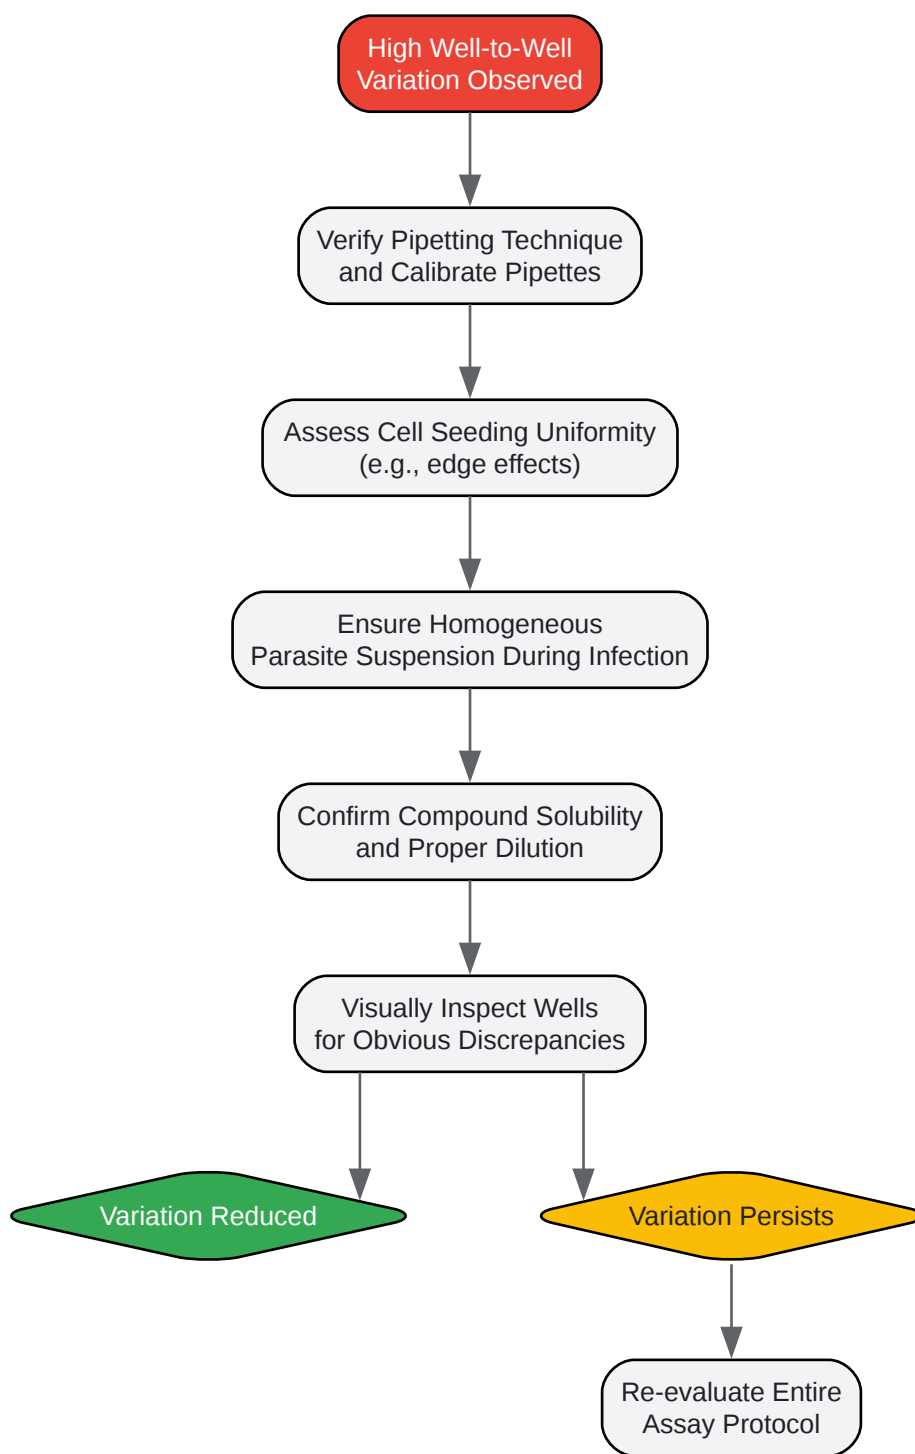 High Well-to-Well
Variation Observed
Verify Pipetting Technique
and Calibrate Pipettes
Assess Cell Seeding Uniformity
(e.g., edge effects)
Ensure Homogeneous
Parasite Suspension During Infection
Confirm Compound Solubility
and Proper Dilution
Visually Inspect Wells
for Obvious Discrepancies
Variation Reduced
Variation Persists
Re-evaluate Entire
Assay Protocol